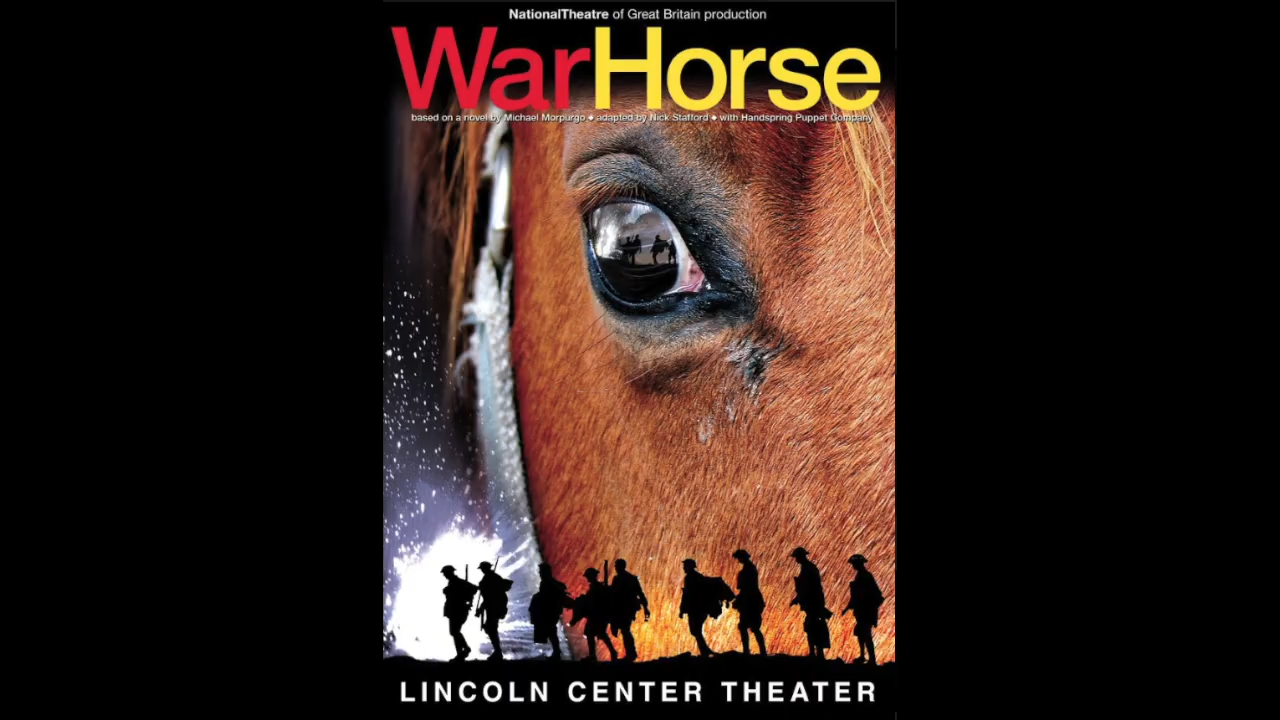 NationalTheatre of Great Britain production
WarHorse
based on a novel by Michael Morpurgo ◆ adapted by Nick Stafford ◆ with Handspring Puppet Company
LINCOLN CENTER THEATER